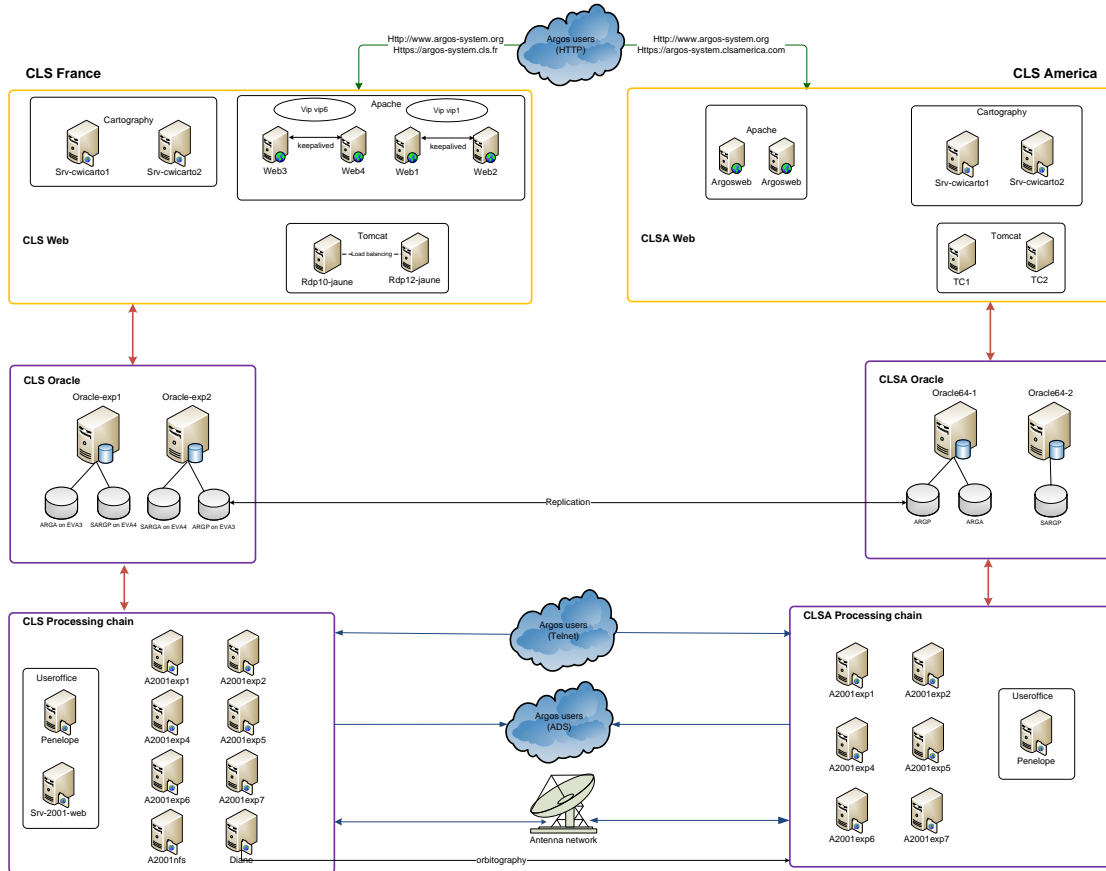 Http://www.argos-system.org
Https://argos-system.cls.fr
Argos users
(HTTP)
Http://www.argos-system.org
Https://argos-system.clsamerica.com
CLS France
CLS America
Cartography
Srv-cwicarto1
Srv-cwicarto2
Vip vip6
Apache
Vip vip1
keepalived
keepalived
Web3
Web4
Web1
Web2
CLS Web
Tomcat
Load balancing
Rdp10-jaune
Rdp12-jaune
Apache
Argosweb
Argosweb
Cartography
Srv-cwicarto1
Srv-cwicarto2
CLSA Web
Tomcat
TC1
TC2
CLS Oracle
Oracle-exp1
Oracle-exp2
ARGA on EVA3
SARGP on EVA4
SARGA on EVA4
ARGP on EVA3
Replication
CLSA Oracle
Oracle64-1
Oracle64-2
ARGP
ARGA
SARGP
CLS Processing chain
Useroffice
Penelope
Srv-2001-web
A2001exp1
A2001exp2
A2001exp4
A2001exp5
A2001exp6
A2001exp7
A2001nfs
Diane
Argos users
(Telnet)
Argos users
(ADS)
Antenna network
orbitography
CLSA Processing chain
A2001exp1
A2001exp2
A2001exp4
A2001exp5
A2001exp6
A2001exp7
Useroffice
Penelope